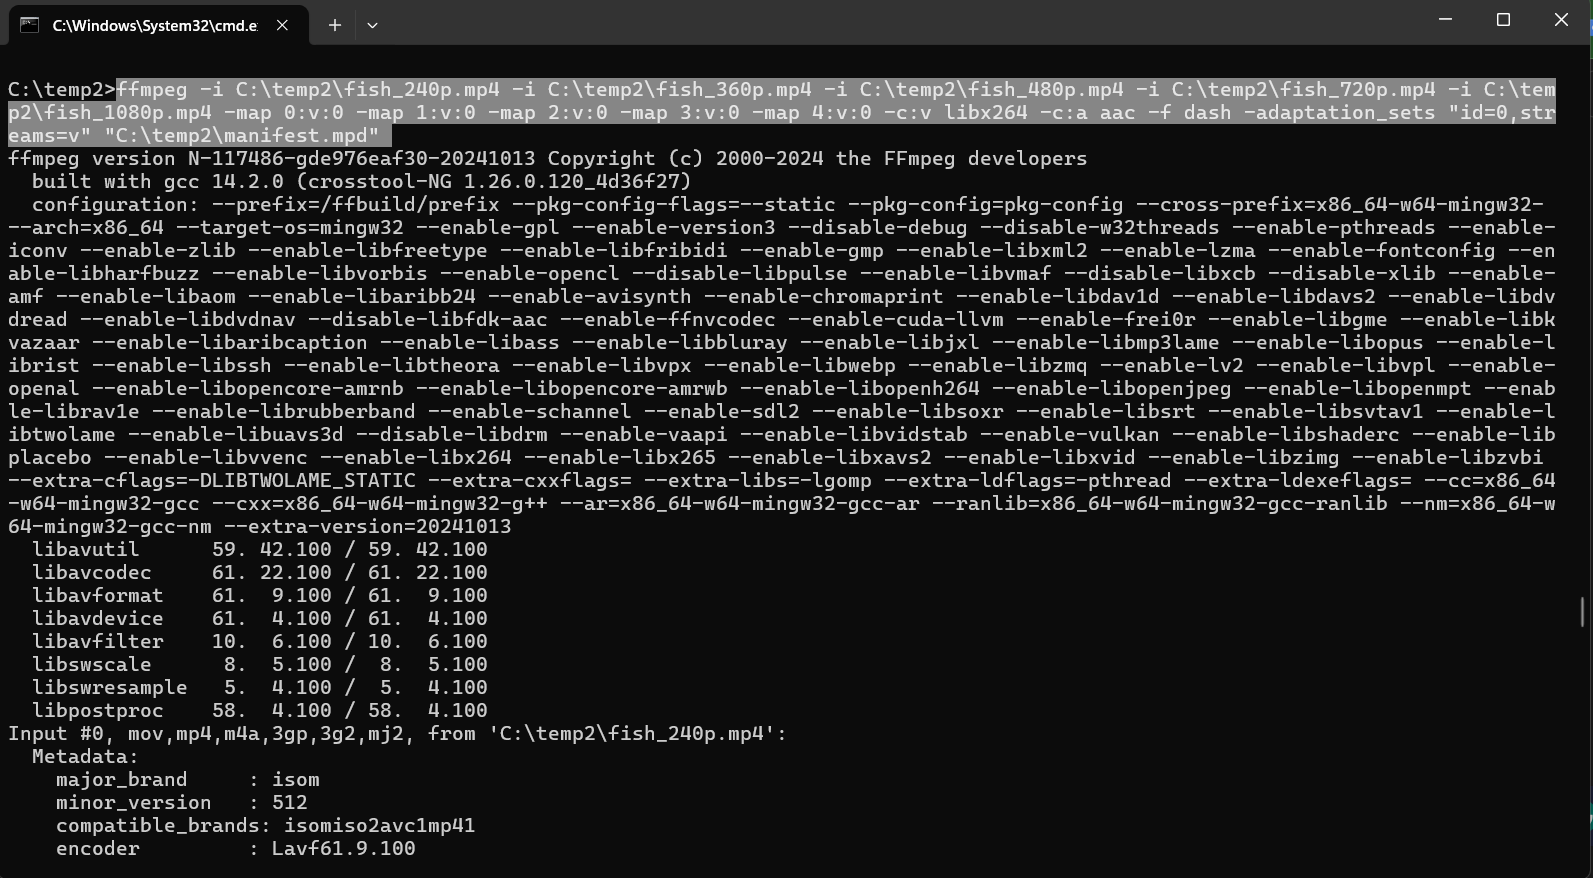 C:\Windows\System32\cmd.e
C:\temp2>ffmpeg -i C:\temp2\fish_240p.mp4 -i C:\temp2\fish_360p.mp4 -i C:\temp2\fish_480p.mp4 -i C:\temp2\fish_720p.mp4 -i C:\tem
p2\fish_1080p.mp4 -map 0:v:0 -map 1:v:0 -map 2:v:0 -map 3:v:0 -map 4:v:0 -c:v libx264 -c:a aac -f dash -adaptation_sets "id=0,str
eams=v" "C:\temp2\manifest.mpd"
ffmpeg version N-117486-gde976eaf30-20241013 Copyright (c) 2000-2024 the FFmpeg developers
  built with gcc 14.2.0 (crosstool-NG 1.26.0.120_4d36f27)
  configuration: --prefix=/ffbuild/prefix --pkg-config-flags=--static --pkg-config=pkg-config --cross-prefix=x86_64-w64-mingw32-
--arch=x86_64 --target-os=mingw32 --enable-gpl --enable-version3 --disable-debug --disable-w32threads --enable-pthreads --enable-
iconv --enable-zlib --enable-libfreetype --enable-libfribidi --enable-gmp --enable-libxml2 --enable-lzma --enable-fontconfig --en
able-libharfbuzz --enable-libvorbis --enable-opencl --disable-libpulse --enable-libvmaf --disable-libxcb --disable-xlib --enable-
amf --enable-libaom --enable-libaribb24 --enable-avisynth --enable-chromaprint --enable-libdav1d --enable-libdavs2 --enable-libdv
dread --enable-libdvdnav --disable-libfdk-aac --enable-ffnvcodec --enable-cuda-llvm --enable-frei0r --enable-libgme --enable-libk
vazaar --enable-libaribcaption --enable-libass --enable-libbluray --enable-libjxl --enable-libmp3lame --enable-libopus --enable-l
ibrist --enable-libssh --enable-libtheora --enable-libvpx --enable-libwebp --enable-libzmq --enable-lv2 --enable-libvpl --enable-
openal --enable-libopencore-amrnb --enable-libopencore-amrwb --enable-libopenh264 --enable-libopenjpeg --enable-libopenmpt --enab
le-librav1e --enable-librubberband --enable-schannel --enable-sdl2 --enable-libsoxr --enable-libsrt --enable-libsvtav1 --enable-l
ibtwolame --enable-libuavs3d --disable-libdrm --enable-vaapi --enable-libvidstab --enable-vulkan --enable-libshaderc --enable-lib
placebo --enable-libvvenc --enable-libx264 --enable-libx265 --enable-libxavs2 --enable-libxvid --enable-libzimg --enable-libzvbi
--extra-cflags=-DLIBTWOLAME_STATIC --extra-cxxflags= --extra-libs=-lgomp --extra-ldflags=-pthread --extra-ldexeflags= --cc=x86_64
-w64-mingw32-gcc --cxx=x86_64-w64-mingw32-g++ --ar=x86_64-w64-mingw32-gcc-ar --ranlib=x86_64-w64-mingw32-gcc-ranlib --nm=x86_64-w
64-mingw32-gcc-nm --extra-version=20241013
  libavutil      59. 42.100 / 59. 42.100
  libavcodec     61. 22.100 / 61. 22.100
  libavformat    61.  9.100 / 61.  9.100
  libavdevice    61.  4.100 / 61.  4.100
  libavfilter    10.  6.100 / 10.  6.100
  libswscale      8.  5.100 /  8.  5.100
  libswresample   5.  4.100 /  5.  4.100
  libpostproc    58.  4.100 / 58.  4.100
Input #0, mov,mp4,m4a,3gp,3g2,mj2, from 'C:\temp2\fish_240p.mp4':
  Metadata:
    major_brand     : isom
    minor_version   : 512
    compatible_brands: isomiso2avc1mp41
    encoder         : Lavf61.9.100